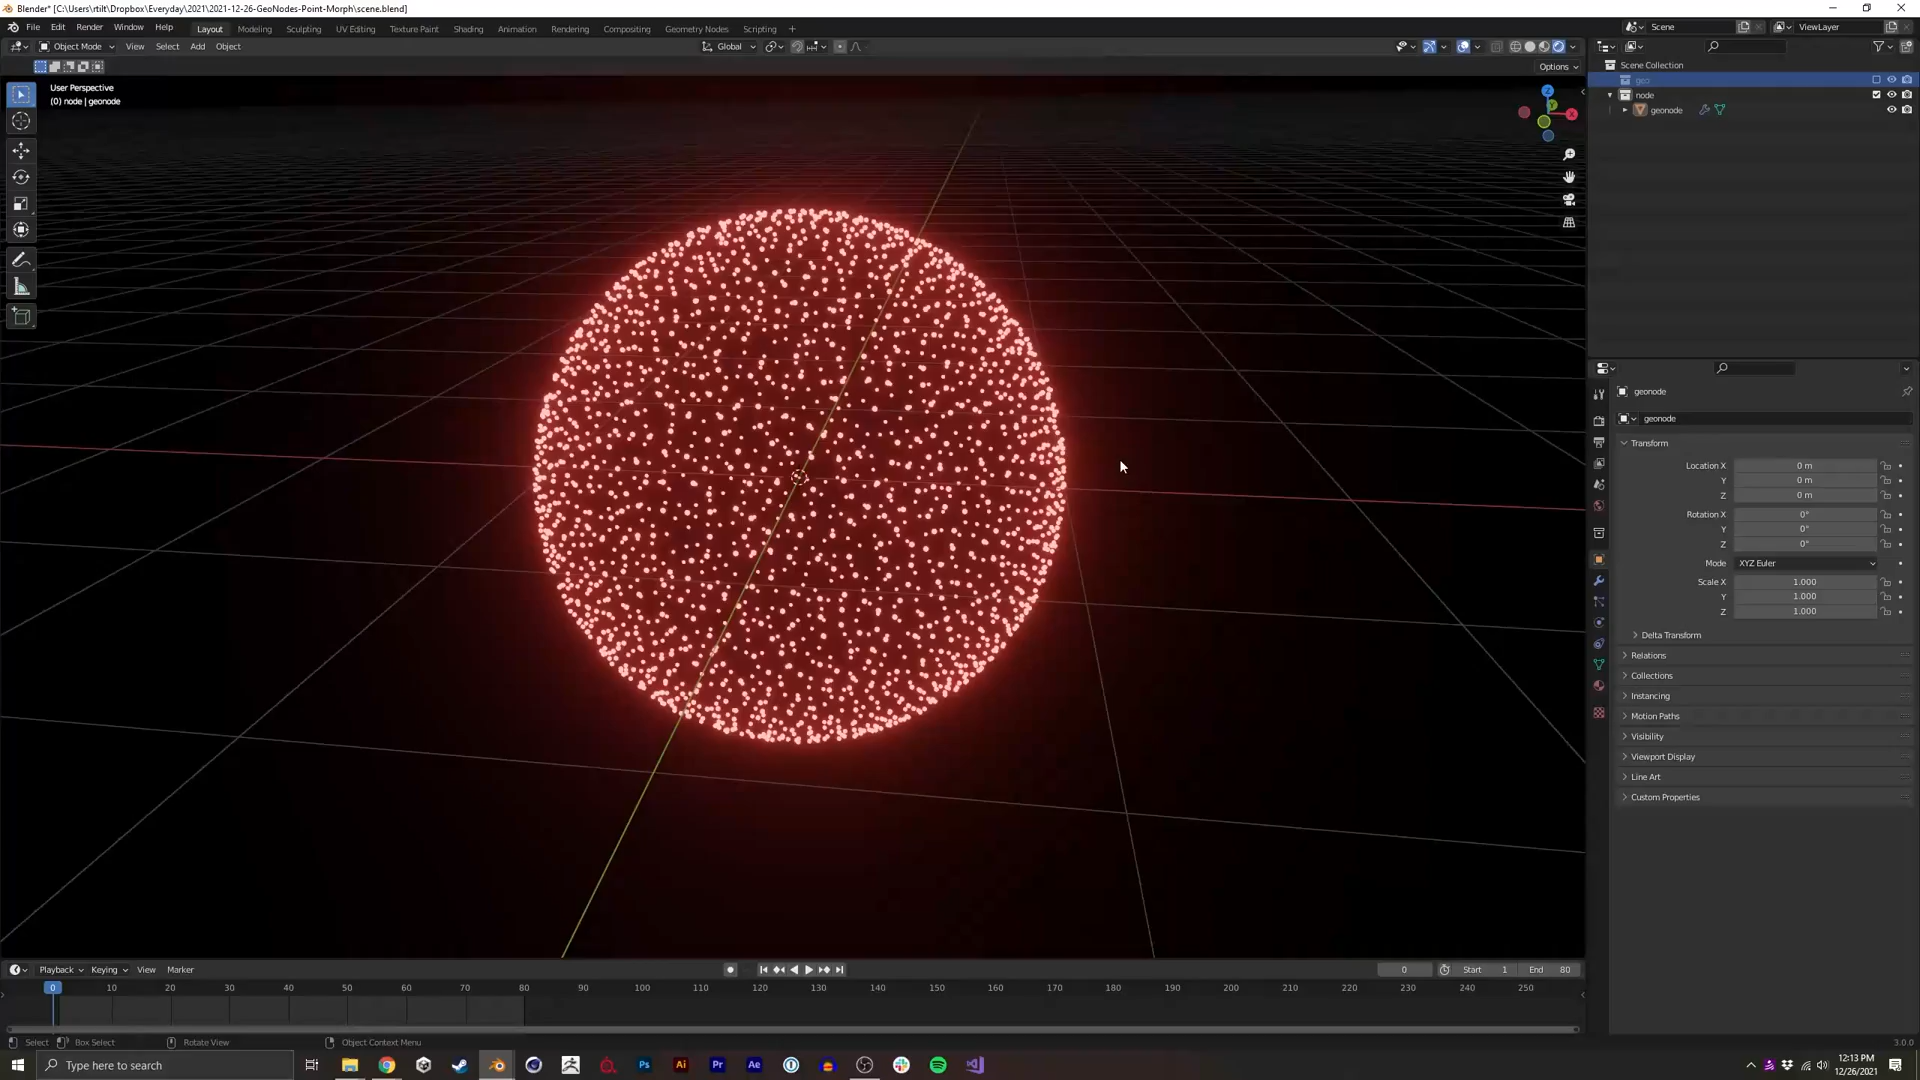 Blender* [C:\Users\rtilt\Dropbox\Everyday\2021\2021-12-26-GeoNodes-Point-Morph\scene.blend]
File Edit Render Window Help Layout Modeling Sculpting UV Editing Texture Paint Shading Animation Rendering Compositing Geometry Nodes Scripting + Scene ViewLayer
Object Mode View Select Add Object Global
Options
User Perspective
(0) node | geonode
Z
Y
X
Scene Collection
geo
node
geonode
geonode
geonode
Transform
Location X 0 m
Y 0 m
Z 0 m
Rotation X 0°
Y 0°
Z 0°
Mode XYZ Euler
Scale X 1.000
Y 1.000
Z 1.000
Delta Transform
Relations
Collections
Instancing
Motion Paths
Visibility
Viewport Display
Line Art
Custom Properties
Playback Keying View Marker 0 Start 1 End 80
0 10 20 30 40 50 60 70 80 90 100 110 120 130 140 150 160 170 180 190 200 210 220 230 240 250
Select Box Select Rotate View Object Context Menu 3.0.0
Type here to search Ps Ai Pr Ae 12:13 PM
12/26/2021